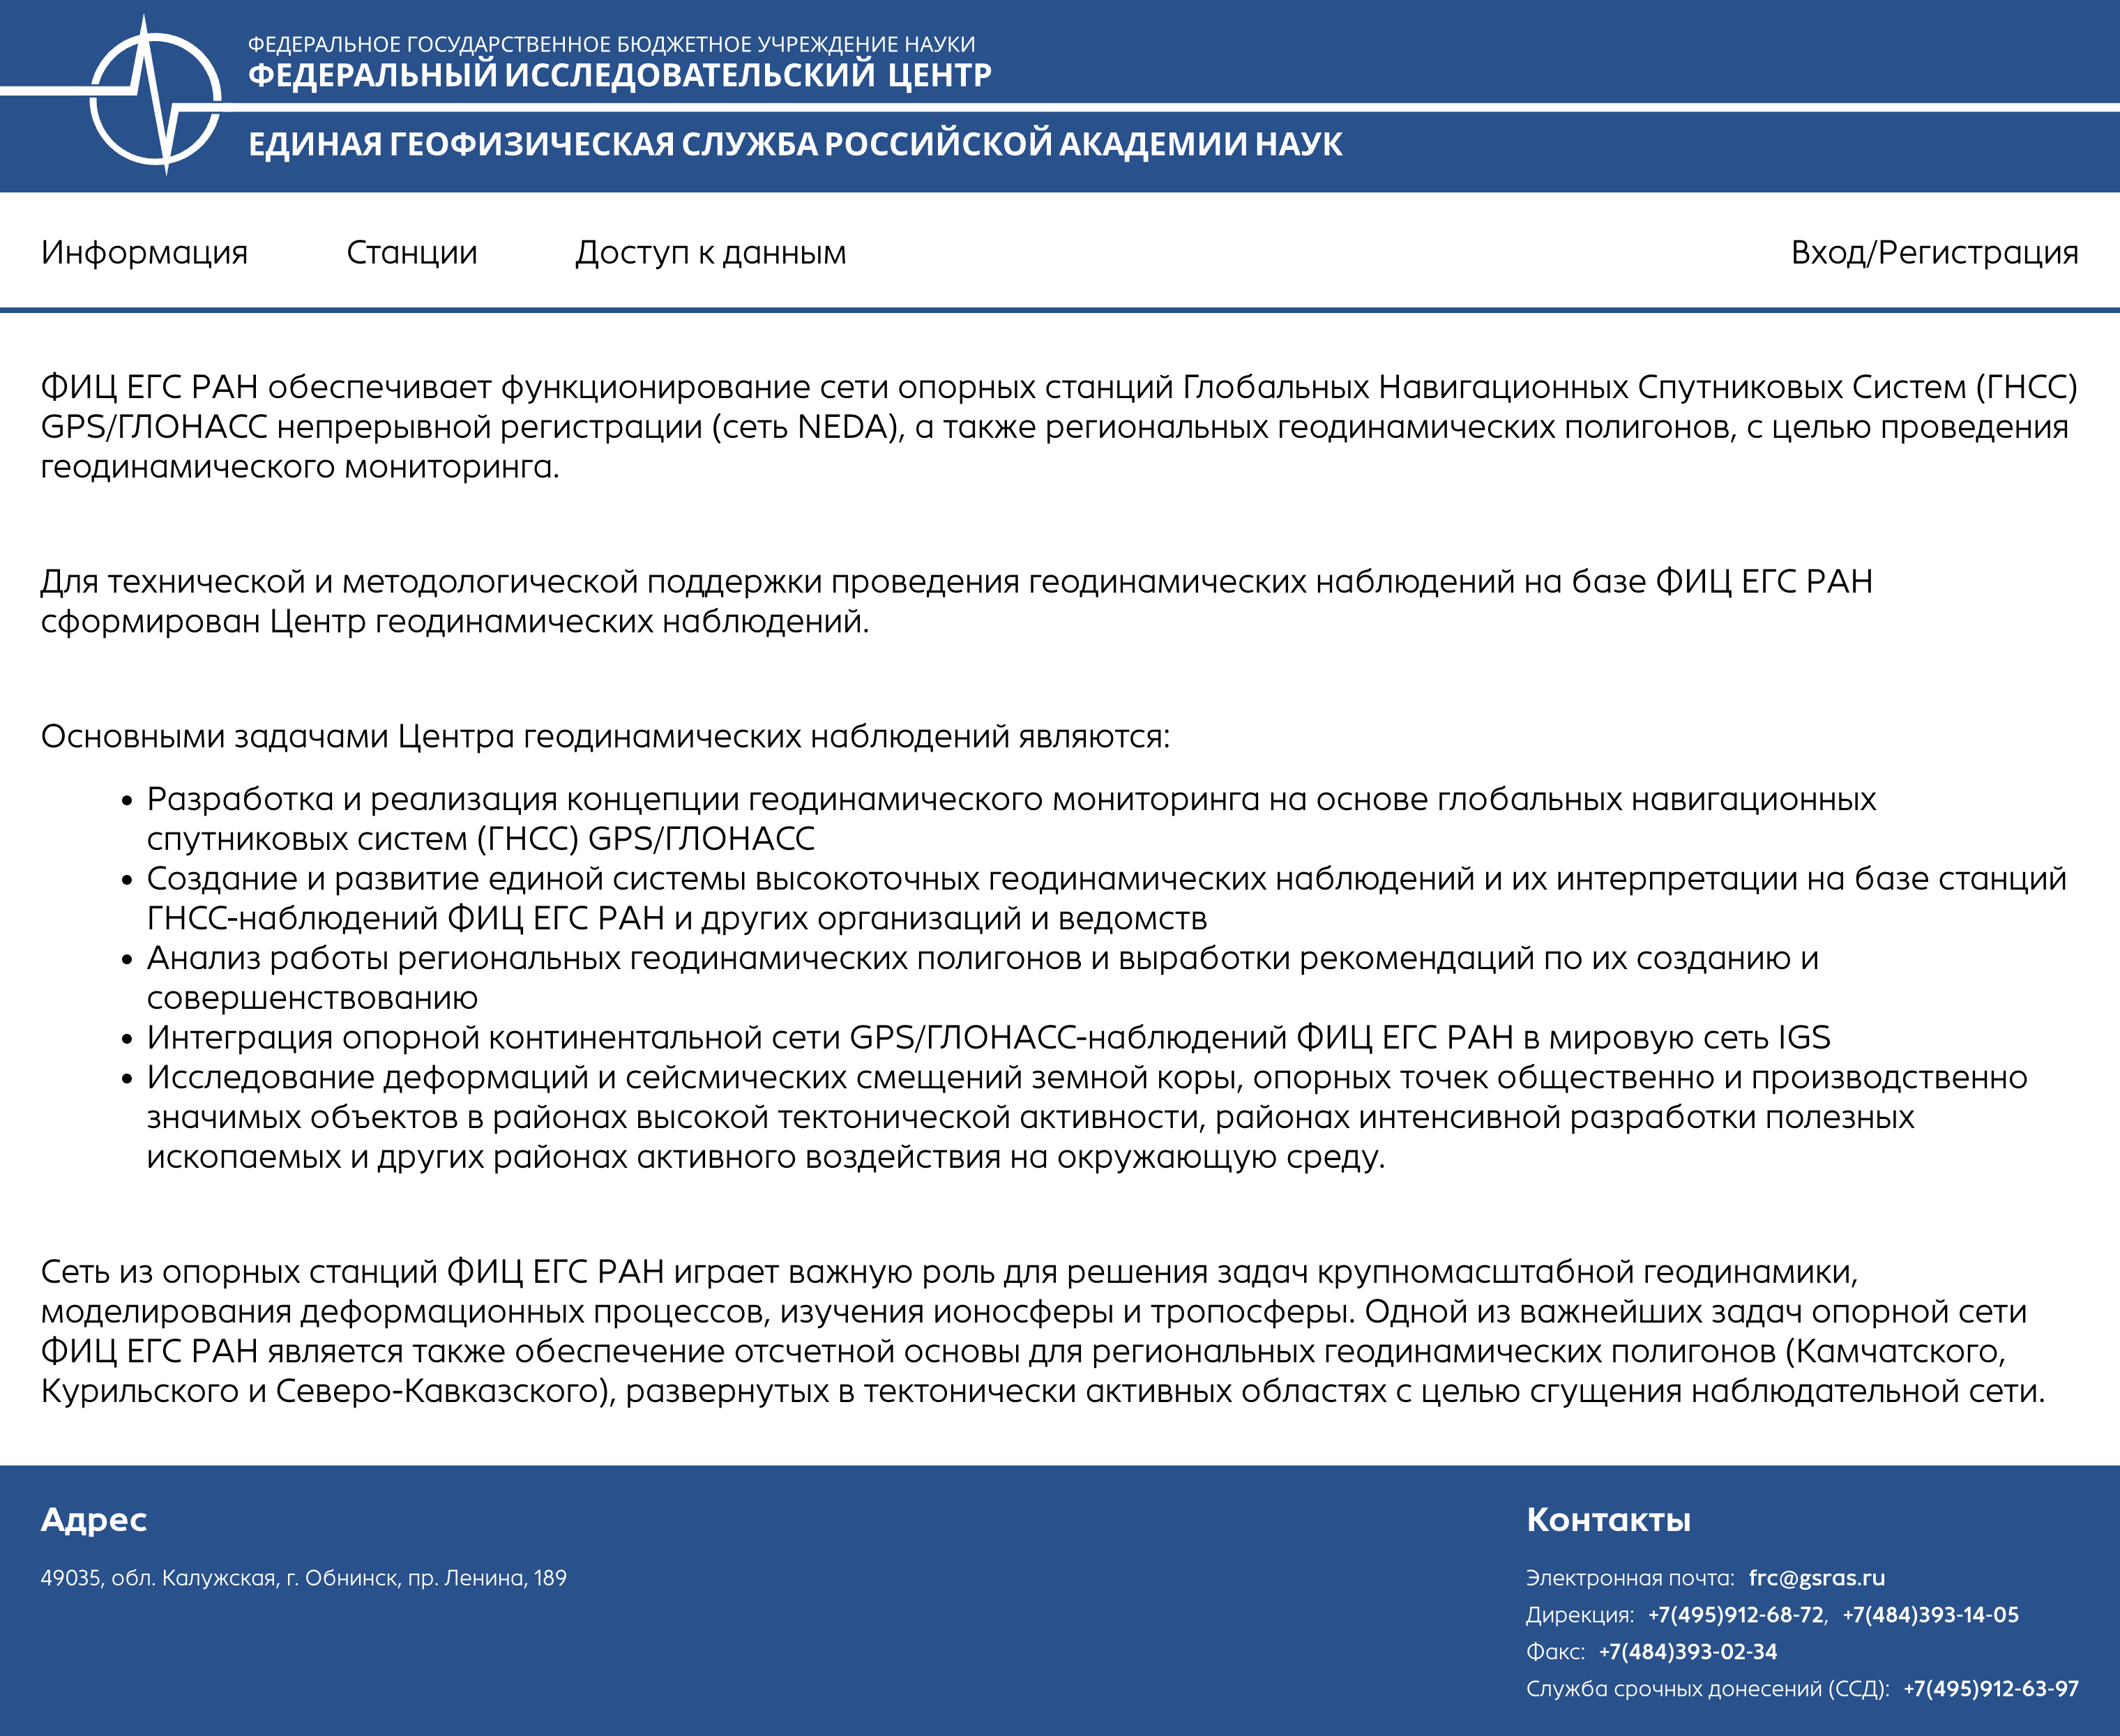 ФЕДЕРАЛЬНОЕ ГОСУДАРСТВЕННОЕ БЮДЖЕТНОЕ УЧРЕЖДЕНИЕ НАУКИ
ФЕДЕРАЛЬНЫЙ ИССЛЕДОВАТЕЛЬСКИЙ ЦЕНТР
ЕДИНАЯ ГЕОФИЗИЧЕСКАЯ СЛУЖБА РОССИЙСКОЙ АКАДЕМИИ НАУК
Информация Станции Доступ к данным Вход/Регистрация
ФИЦ ЕГС РАН обеспечивает функционирование сети опорных станций Глобальных Навигационных Спутниковых Систем (ГНСС)
GPS/ГЛОНАСС непрерывной регистрации (сеть NEDA), а также региональных геодинамических полигонов, с целью проведения
геодинамического мониторинга.
Для технической и методологической поддержки проведения геодинамических наблюдений на базе ФИЦ ЕГС РАН
сформирован Центр геодинамических наблюдений.
Основными задачами Центра геодинамических наблюдений являются:
• Разработка и реализация концепции геодинамического мониторинга на основе глобальных навигационных
спутниковых систем (ГНСС) GPS/ГЛОНАСС
• Создание и развитие единой системы высокоточных геодинамических наблюдений и их интерпретации на базе станций
ГНСС-наблюдений ФИЦ ЕГС РАН и других организаций и ведомств
• Анализ работы региональных геодинамических полигонов и выработки рекомендаций по их созданию и
совершенствованию
• Интеграция опорной континентальной сети GPS/ГЛОНАСС-наблюдений ФИЦ ЕГС РАН в мировую сеть IGS
• Исследование деформаций и сейсмических смещений земной коры, опорных точек общественно и производственно
значимых объектов в районах высокой тектонической активности, районах интенсивной разработки полезных
ископаемых и других районах активного воздействия на окружающую среду.
Сеть из опорных станций ФИЦ ЕГС РАН играет важную роль для решения задач крупномасштабной геодинамики,
моделирования деформационных процессов, изучения ионосферы и тропосферы. Одной из важнейших задач опорной сети
ФИЦ ЕГС РАН является также обеспечение отсчетной основы для региональных геодинамических полигонов (Камчатского,
Курильского и Северо-Кавказского), развернутых в тектонически активных областях с целью сгущения наблюдательной сети.
Адрес
49035, обл. Калужская, г. Обнинск, пр. Ленина, 189
Контакты
Электронная почта: frc@gsras.ru
Дирекция: +7(495)912-68-72, +7(484)393-14-05
Факс: +7(484)393-02-34
Служба срочных донесений (ССД): +7(495)912-63-97